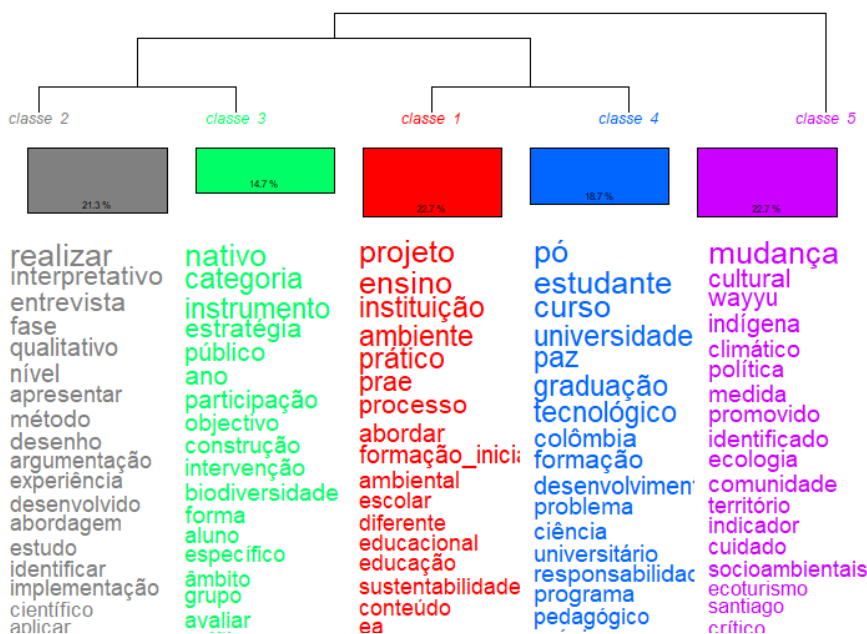 classe 2
classe 3
classe 1
classe 4
classe 5
21.3 %
14.7 %
22.7 %
18.7 %
22.7 %
realizar
interpretativo
entrevista
fase
qualitativo
nível
apresentar
método
desenho
argumentação
experiência
desenvolvido
abordagem
estudo
identificar
implementação
científico
aplicar
nativo
categoria
instrumento
estratégia
público
ano
participação
objectivo
construção
intervenção
biodiversidade
forma
aluno
específico
âmbito
grupo
avaliar
projeto
ensino
instituição
ambiente
prático
prae
processo
abordar
formação_inicia
ambiental
escolar
diferente
educacional
educação
sustentabilidade
conteúdo
ea
pó
estudante
curso
universidade
paz
graduação
tecnológico
colômbia
formação
desenvolvimen
problema
ciência
universitário
responsabilidad
programa
pedagógico
mudança
cultural
wayyu
indígena
climático
política
medida
promovido
identificado
ecologia
comunidade
território
indicador
cuidado
socioambientais
ecoturismo
santiago
crítico